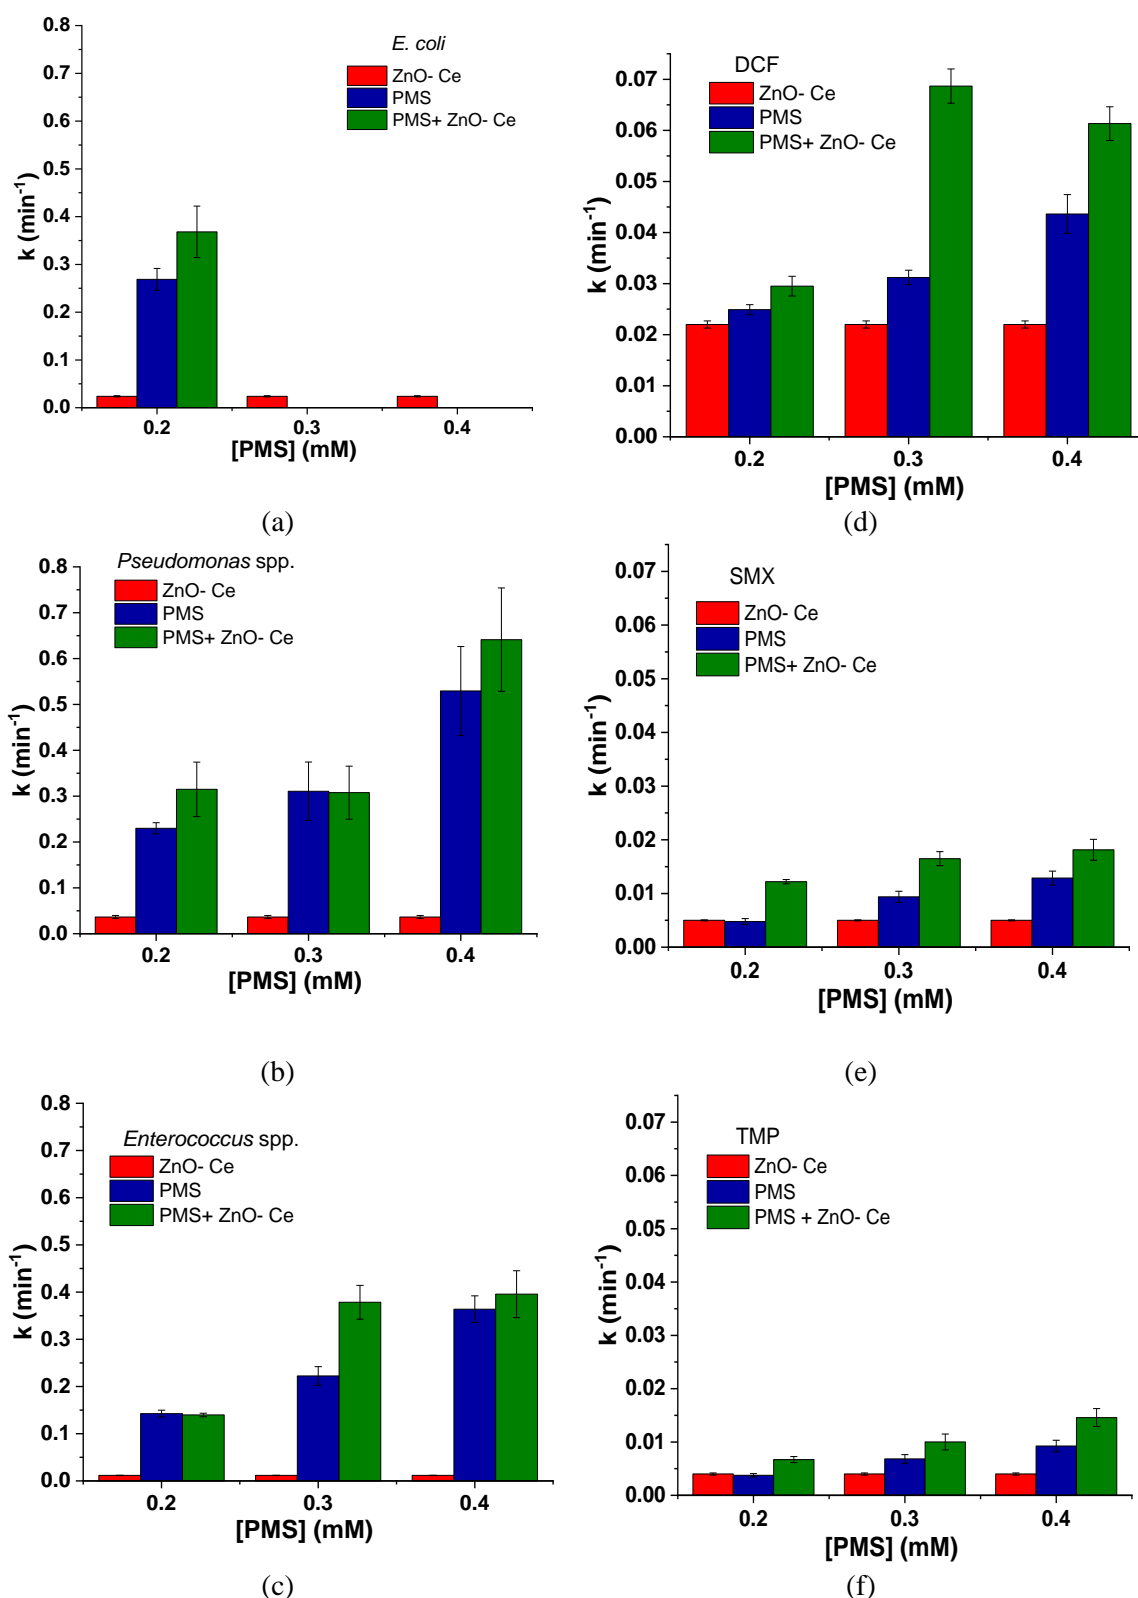 E. coli
ZnO- Ce
PMS
PMS+ ZnO- Ce
k (min-1)
0.8
0.7
0.6
0.5
0.4
0.3
0.2
0.1
0.0
0.2 0.3 0.4
[PMS] (mM)
(a)
DCF
ZnO- Ce
PMS
PMS+ ZnO- Ce
k (min-1)
0.07
0.06
0.05
0.04
0.03
0.02
0.01
0.00
0.2 0.3 0.4
[PMS] (mM)
(d)
Pseudomonas spp.
ZnO- Ce
PMS
PMS+ ZnO- Ce
k (min-1)
0.8
0.7
0.6
0.5
0.4
0.3
0.2
0.1
0.0
0.2 0.3 0.4
[PMS] (mM)
(b)
SMX
ZnO- Ce
PMS
PMS+ ZnO- Ce
k (min-1)
0.07
0.06
0.05
0.04
0.03
0.02
0.01
0.00
0.2 0.3 0.4
[PMS] (mM)
(e)
Enterococcus spp.
ZnO- Ce
PMS
PMS+ ZnO- Ce
k (min-1)
0.8
0.7
0.6
0.5
0.4
0.3
0.2
0.1
0.0
0.2 0.3 0.4
[PMS] (mM)
(c)
TMP
ZnO- Ce
PMS
PMS + ZnO- Ce
k (min-1)
0.07
0.06
0.05
0.04
0.03
0.02
0.01
0.00
0.2 0.3 0.4
[PMS] (mM)
(f)